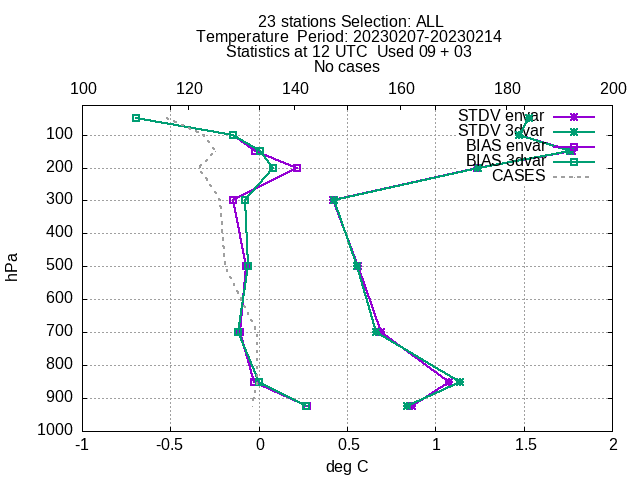 23 stations Selection: ALL
Temperature  Period: 20230207-20230214
Statistics at 12 UTC  Used 09 + 03
No cases
100 120 140 160 180 200
STDV envar
STDV 3dvar
BIAS envar
BIAS 3dvar
CASES
100
200
300
400
500
600
700
800
900
1000
hPa
-1 -0.5 0 0.5 1 1.5 2
deg C